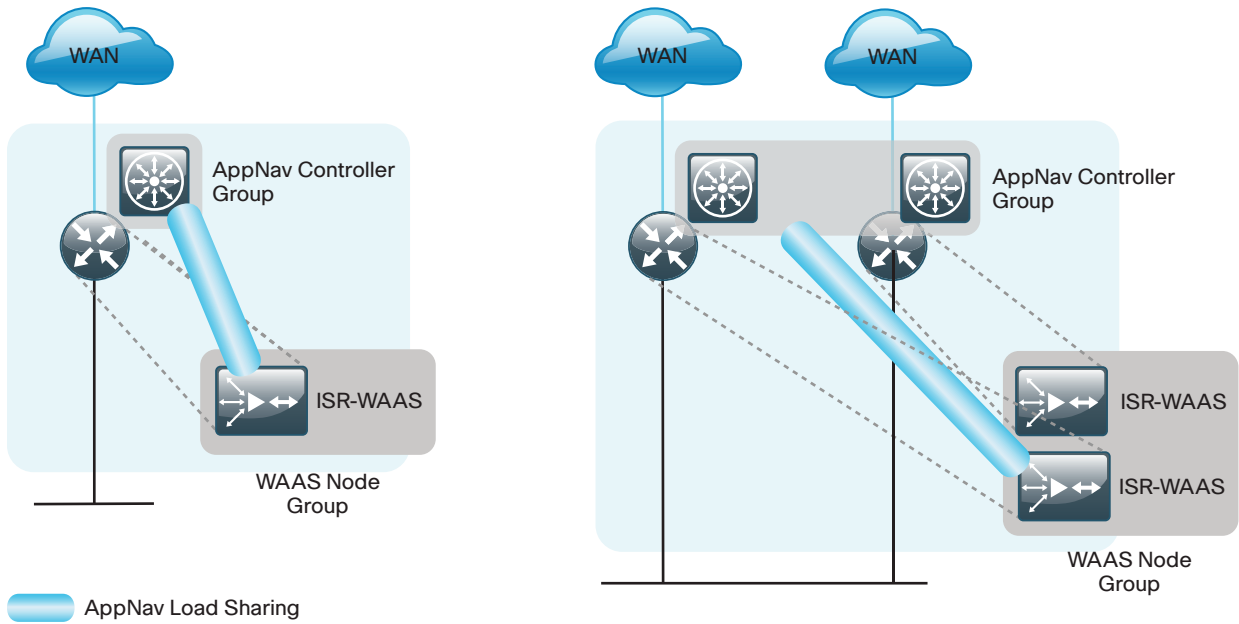 WAN
AppNav Controller
Group
ISR-WAAS
WAAS Node
Group
WAN
WAN
AppNav Controller
Group
ISR-WAAS
ISR-WAAS
WAAS Node
Group
AppNav Load Sharing